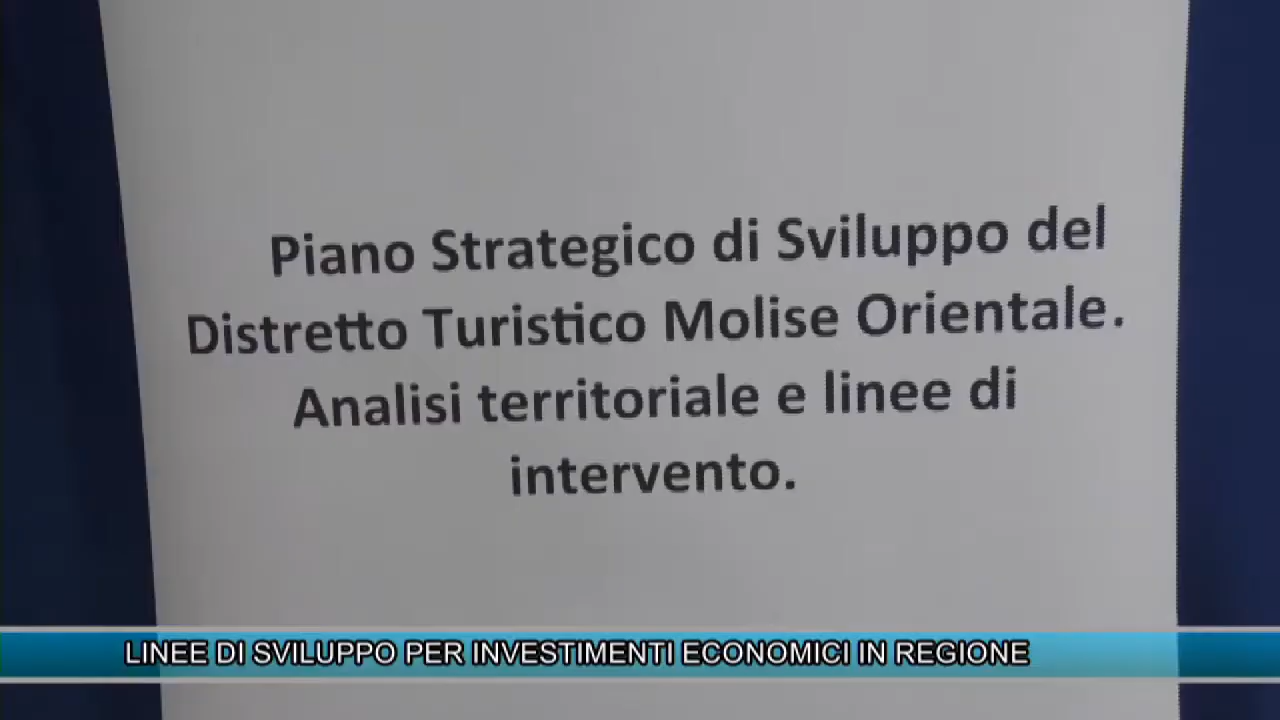 Piano Strategico di Sviluppo del
Distretto Turistico Molise Orientale.
Analisi territoriale e linee di
intervento.
LINEE DI SVILUPPO PER INVESTIMENTI ECONOMICI IN REGIONE